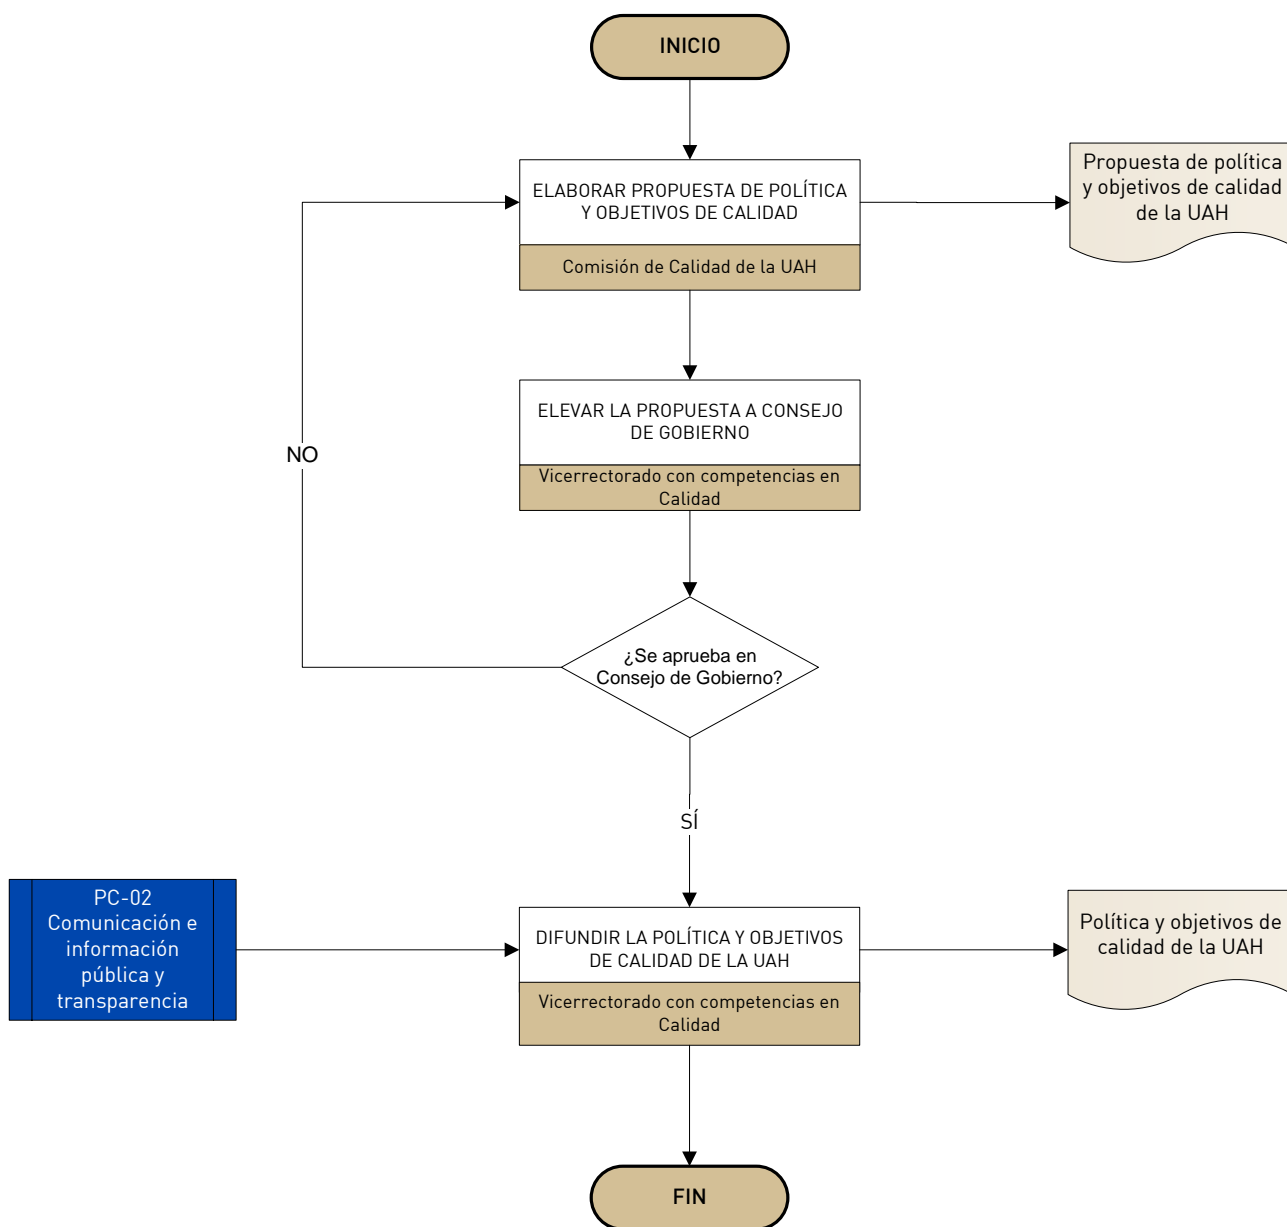 INICIO
ELABORAR PROPUESTA DE POLÍTICA
Y OBJETIVOS DE CALIDAD
Comisión de Calidad de la UAH
Propuesta de política
y objetivos de calidad
de la UAH
ELEVAR LA PROPUESTA A CONSEJO
DE GOBIERNO
Vicerrectorado con competencias en
Calidad
NO
¿Se aprueba en
Consejo de Gobierno?
SÍ
PC-02
Comunicación e
información
pública y
transparencia
DIFUNDIR LA POLÍTICA Y OBJETIVOS
DE CALIDAD DE LA UAH
Vicerrectorado con competencias en
Calidad
Política y objetivos de
calidad de la UAH
FIN